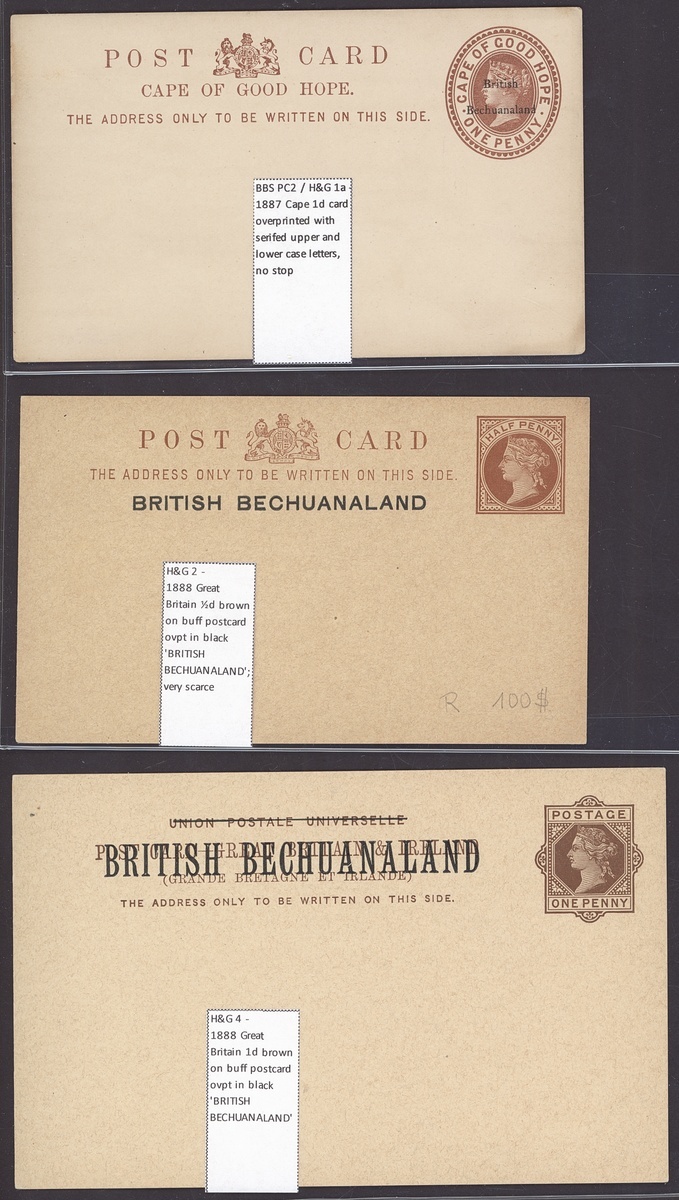 POST CARD
CAPE OF GOOD HOPE.
THE ADDRESS ONLY TO BE WRITTEN ON THIS SIDE.
CAPE OF GOOD HOPE
British
Bechuanaland
ONE PENNY
BBS PC2 / H&G 1a -
1887 Cape 1d card
overprinted with
serifed upper and
lower case letters,
no stop
POST CARD
THE ADDRESS ONLY TO BE WRITTEN ON THIS SIDE.
BRITISH BECHUANALAND
HALF PENNY
H&G 2 -
1888 Great
Britain ½d brown
on buff postcard
ovpt in black
'BRITISH
BECHUANALAND';
very scarce
R 100$
UNION POSTALE UNIVERSELLE
POST CARD GREAT BRITAIN & IRELAND
BRITISH BECHUANALAND
(GRANDE BRETAGNE ET IRLANDE)
THE ADDRESS ONLY TO BE WRITTEN ON THIS SIDE.
POSTAGE
ONE PENNY
H&G 4 -
1888 Great
Britain 1d brown
on buff postcard
ovpt in black
'BRITISH
BECHUANALAND'